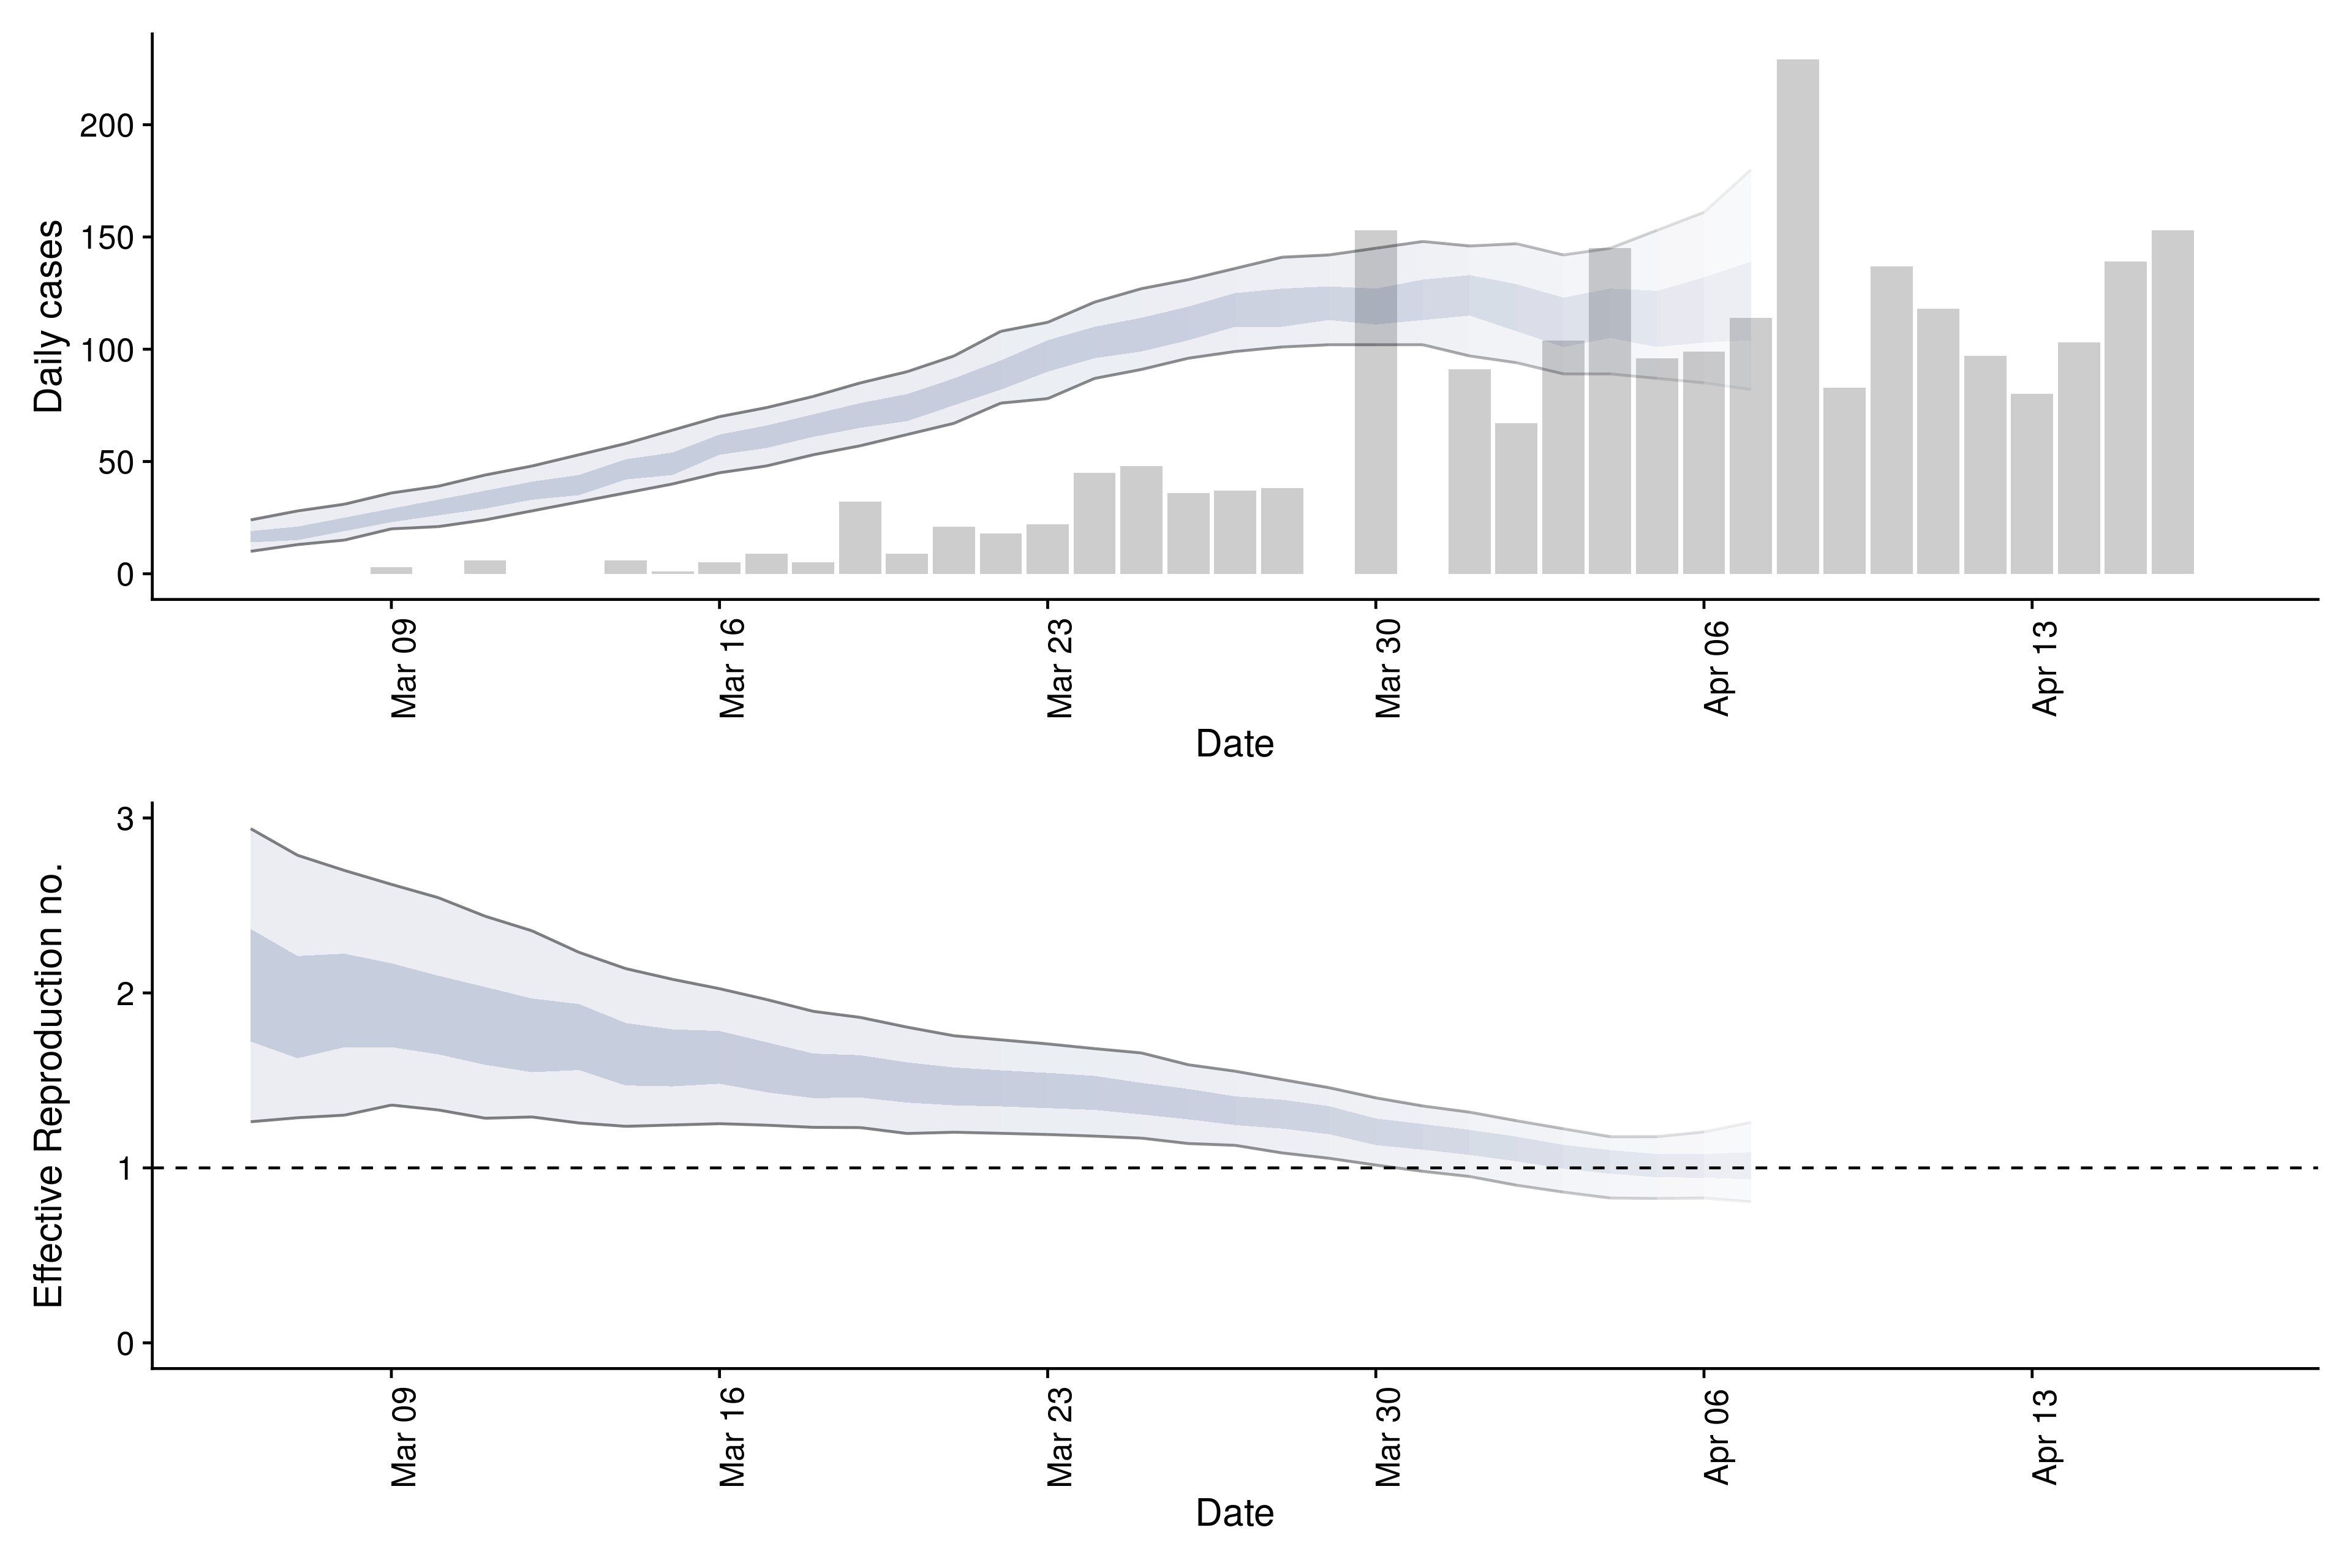 Daily cases
200
150
100
50
0
Mar 09
Mar 16
Mar 23
Mar 30
Apr 06
Apr 13
Date
Effective Reproduction no.
3
2
1
0
Mar 09
Mar 16
Mar 23
Mar 30
Apr 06
Apr 13
Date